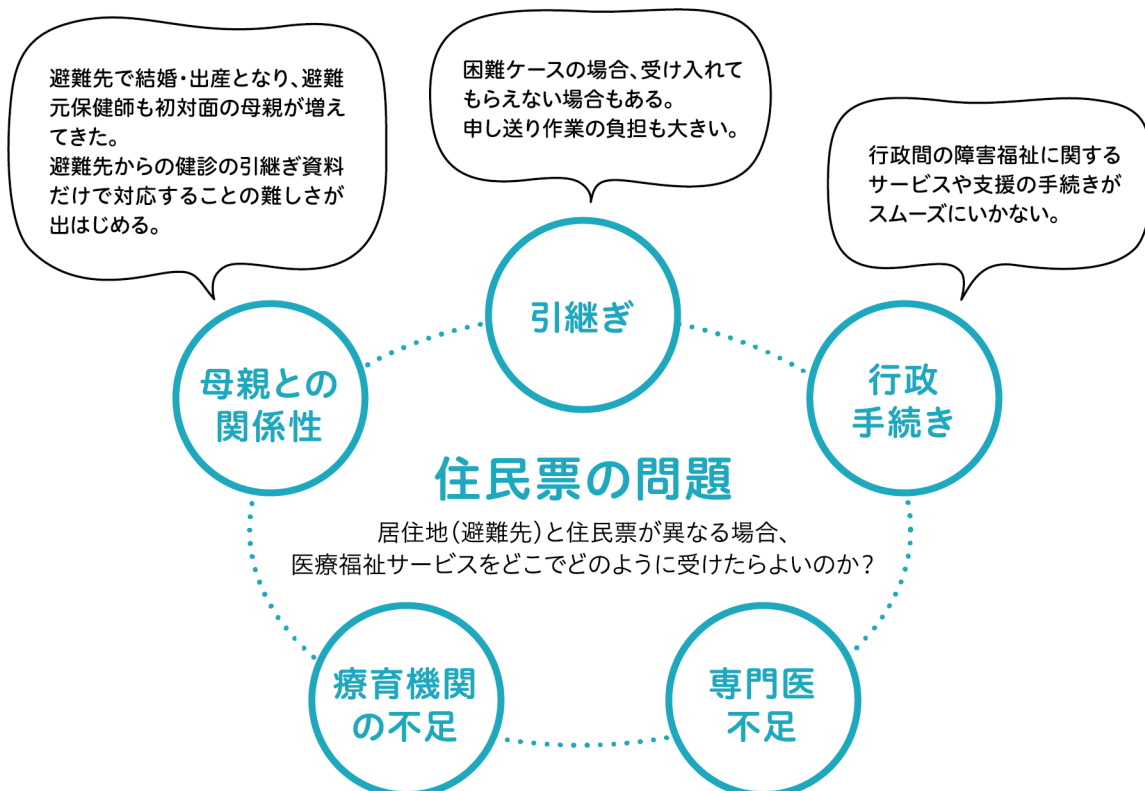 避難先で結婚・出産となり、避難
元保健師も初対面の母親が増え
てきた。
避難先からの健診の引継ぎ資料
だけで対応することの難しさが
出はじめる。
困難ケースの場合、受け入れて
もらえない場合もある。
申し送り作業の負担も大きい。
行政間の障害福祉に関する
サービスや支援の手続きが
スムーズにいかない。
引継ぎ
母親との
関係性
行政
手続き
住民票の問題
居住地(避難先)と住民票が異なる場合、
医療福祉サービスをどこでどのように受けたらよいのか?
療育機関
の不足
専門医
不足